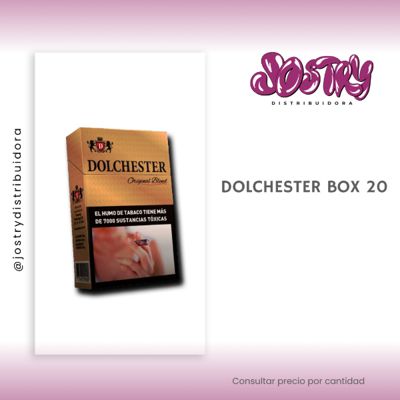 JOSTRY
DISTRIBUIDORA
@jostrydistribuidora
D
DOLCHESTER
Original Blend
EL HUMO DE TABACO TIENE MÁS
DE 7000 SUSTANCIAS TÓXICAS
DOLCHESTER BOX 20
Consultar precio por cantidad